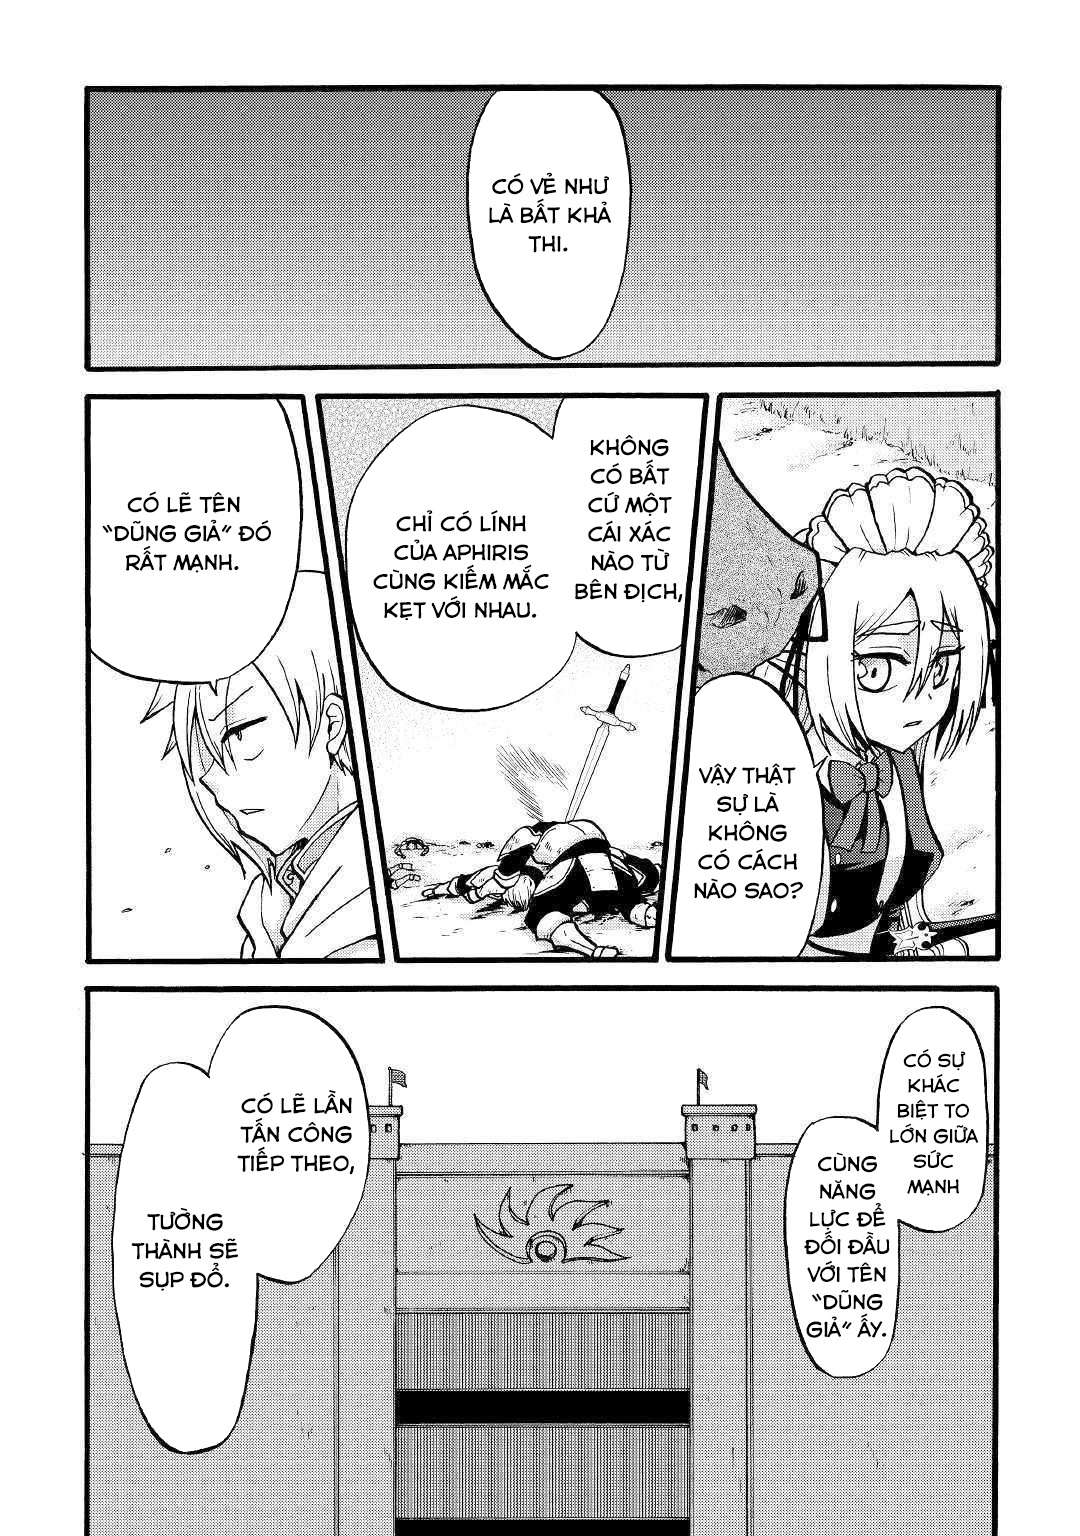 CÓ VẺ NHƯ
LÀ BẤT KHẢ
THI.
VẬY THẬT
SỰ LÀ
KHÔNG
CÓ CÁCH
NÀO SAO?
KHÔNG
CÓ BẤT
CỨ MỘT
CÁI XÁC
NÀO TỪ
BÊN ĐỊCH,
CHỈ CÓ LÍNH
CỦA APHIRIS
CÙNG KIẾM MẮC
KẸT VỚI NHAU.
CÓ LẼ TÊN
“DŨNG GIẢ” ĐÓ
RẤT MẠNH.
CÓ SỰ
KHÁC
BIỆT TO
LỚN GIỮA
SỨC
MẠNH
CÙNG
NĂNG
LỰC ĐỂ
ĐỐI ĐẦU
VỚI TÊN
“DŨNG
GIẢ” ẤY.
CÓ LẼ LẦN
TẤN CÔNG
TIẾP THEO,
TƯỜNG
THÀNH SẼ
SỤP ĐỔ.